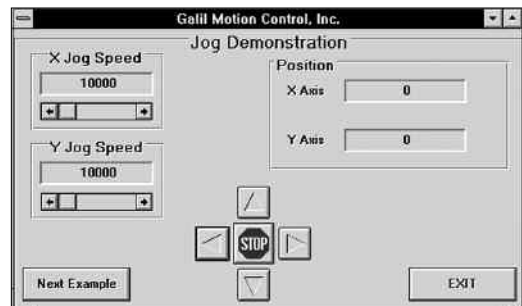 Galil Motion Control, Inc.
Jog Demonstration
X Jog Speed
10000
Y Jog Speed
10000
Position
X Axis 0
Y Axis 0
STOP
Next Example
EXIT